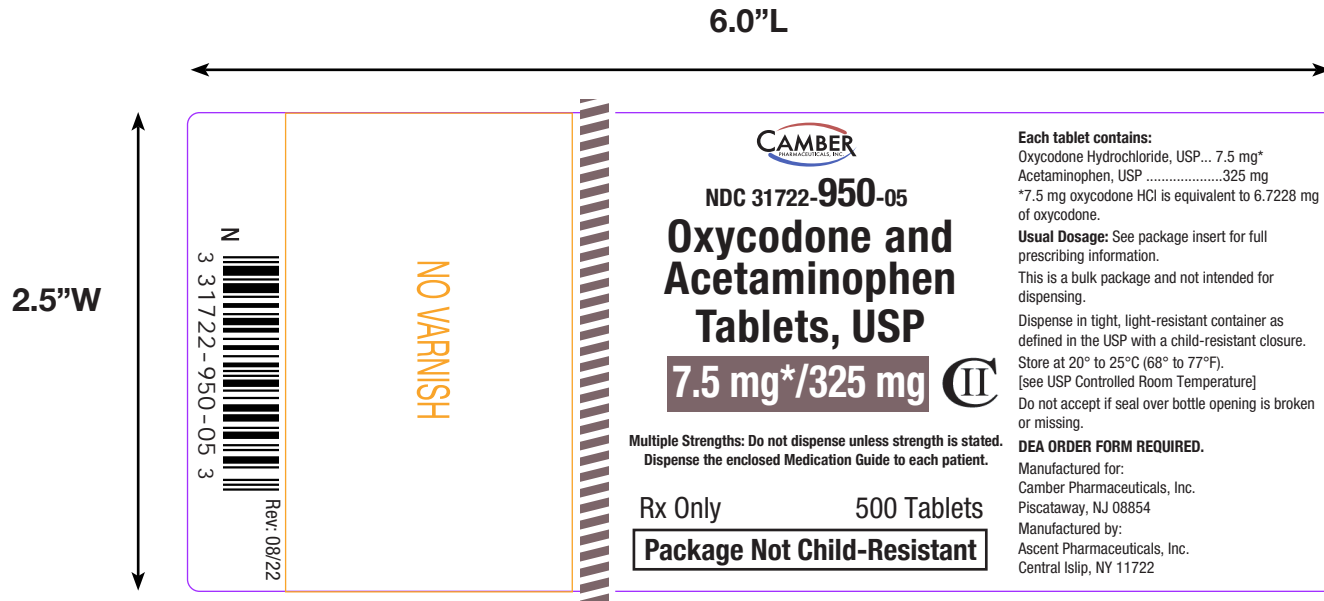 6.0”L
2.5”W
N
3 31722-950-05 3
Rev: 08/22
NO VARNISH
CAMBER
PHARMACEUTICALS, INC.
NDC 31722-950-05
Oxycodone and
Acetaminophen
Tablets, USP
7.5 mg*/325 mg
CII
Multiple Strengths: Do not dispense unless strength is stated.
Dispense the enclosed Medication Guide to each patient.
Rx Only 500 Tablets
Package Not Child-Resistant
Each tablet contains:
Oxycodone Hydrochloride, USP... 7.5 mg*
Acetaminophen, USP ....................325 mg
*7.5 mg oxycodone HCl is equivalent to 6.7228 mg
of oxycodone.
Usual Dosage: See package insert for full
prescribing information.
This is a bulk package and not intended for
dispensing.
Dispense in tight, light-resistant container as
defined in the USP with a child-resistant closure.
Store at 20° to 25°C (68° to 77°F).
[see USP Controlled Room Temperature]
Do not accept if seal over bottle opening is broken
or missing.
DEA ORDER FORM REQUIRED.
Manufactured for:
Camber Pharmaceuticals, Inc.
Piscataway, NJ 08854
Manufactured by:
Ascent Pharmaceuticals, Inc.
Central Islip, NY 11722